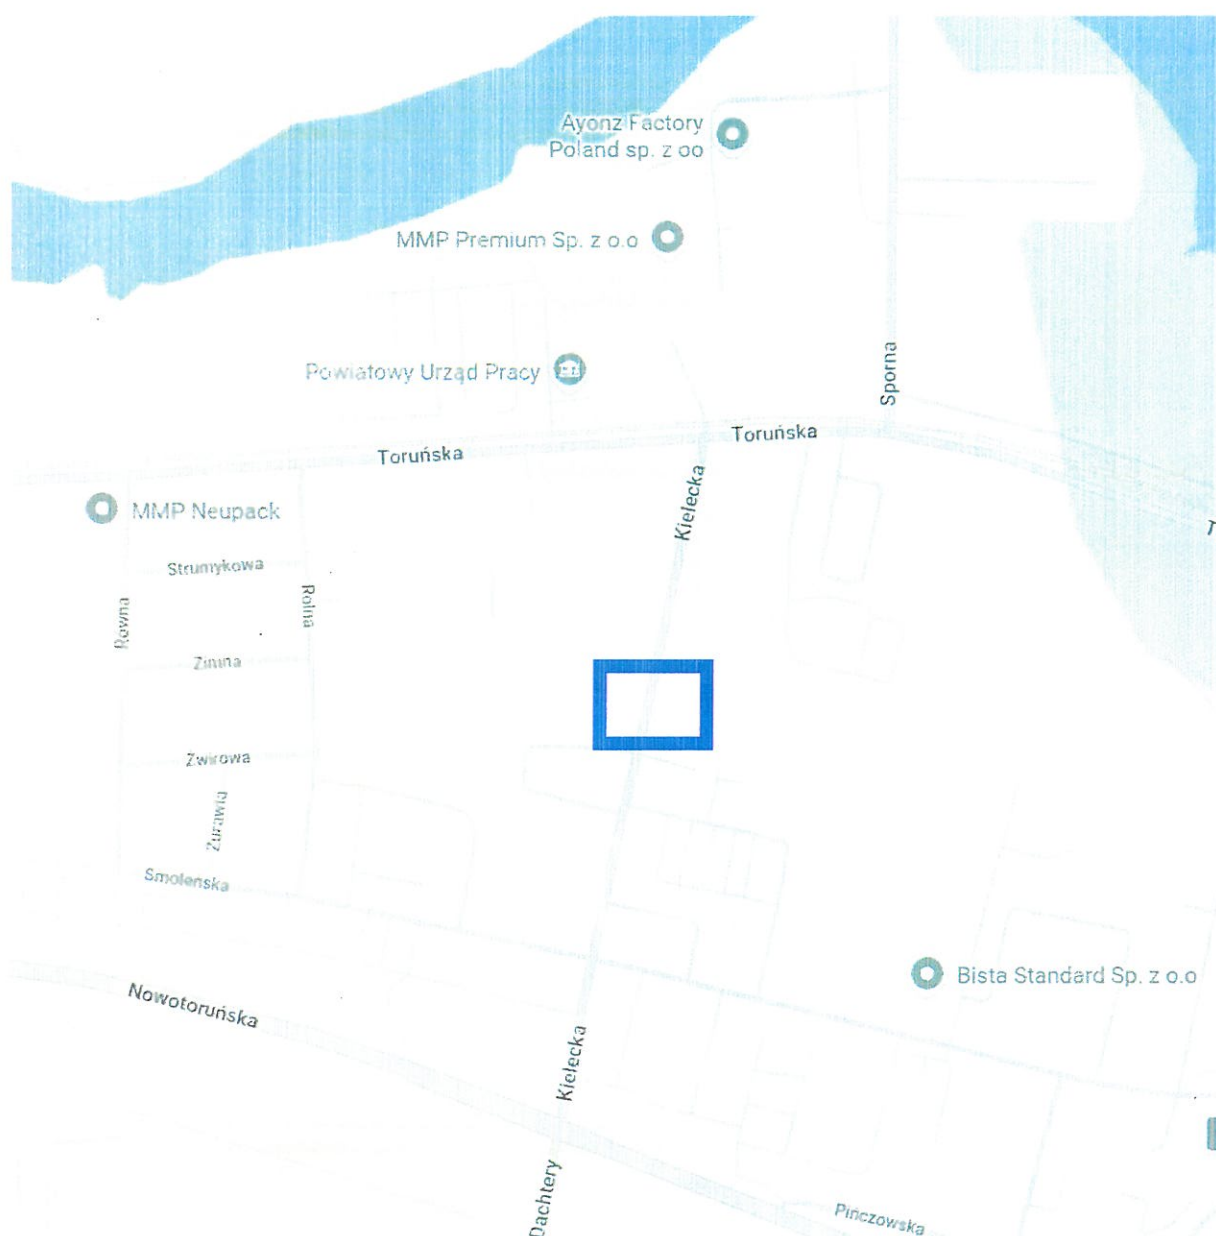 Ayonz Factory
Poland sp. z oo
MMP Premium Sp. z o.o
Powiatowy Urząd Pracy
Sporna
Toruńska
Toruńska
Kielecka
MMP Neupack
Strumykowa
Rolna
Równa
Zimna
Żwirowa
Żurawia
Smoleńska
Bista Standard Sp. z o.o
Nowotoruńska
Kielecka
Dachtery
Pińczowska